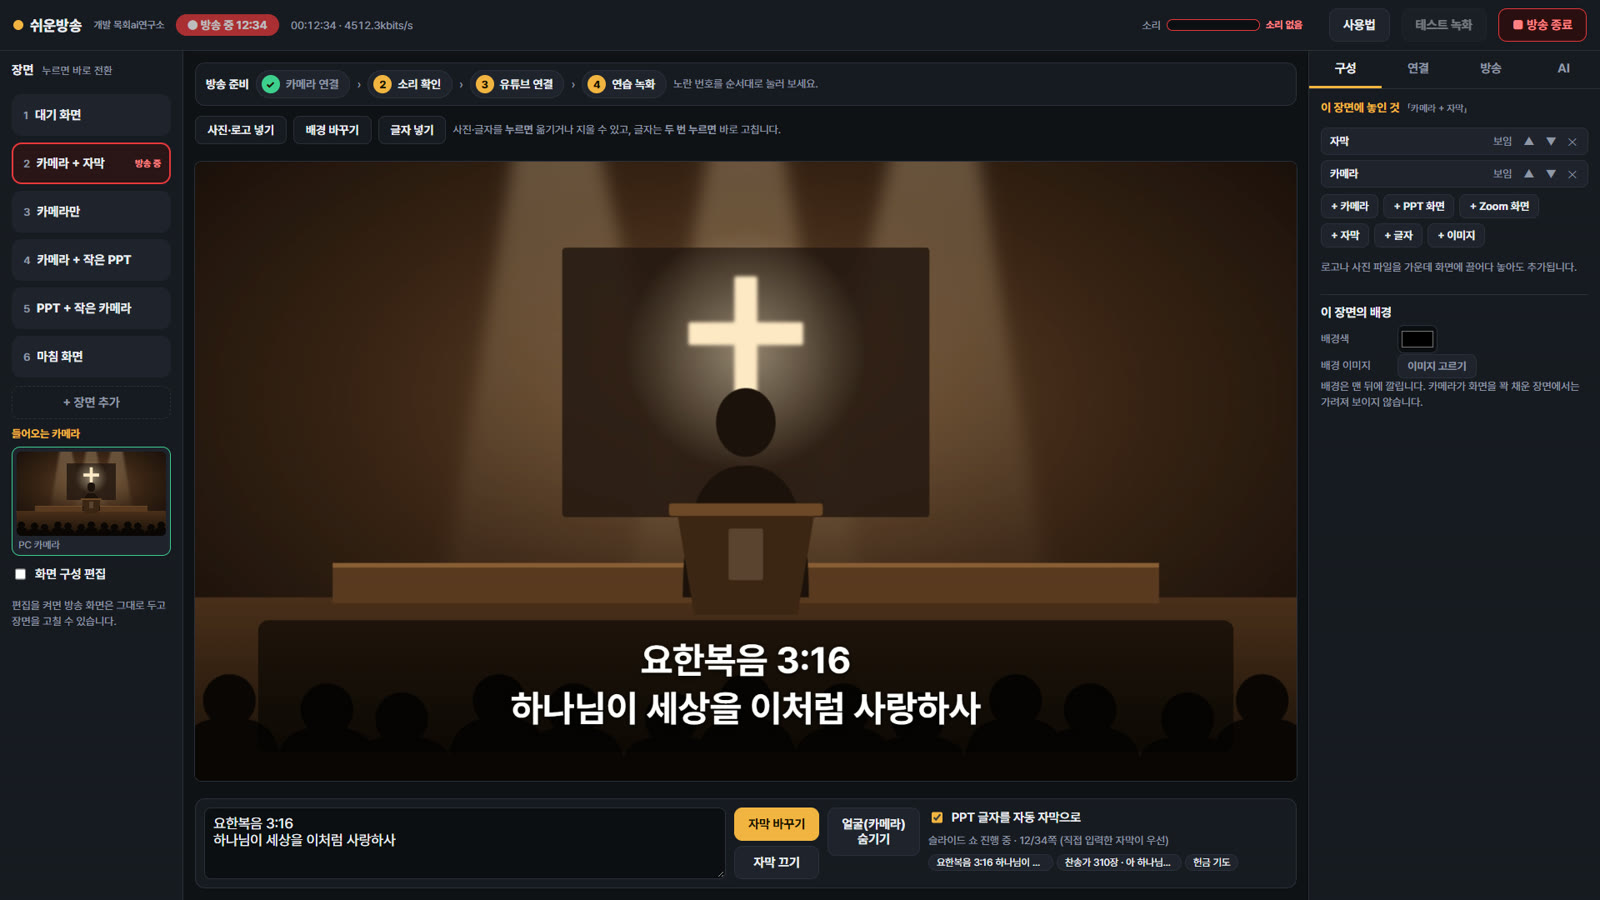 쉬운방송 개발 목회ai연구소 방송 중 12:34 00:12:34 · 4512.3kbits/s 소리 소리 없음 사용법 테스트 녹화 방송 종료
장면 누르면 바로 전환
1 대기 화면
2 카메라 + 자막 방송 중
3 카메라만
4 카메라 + 작은 PPT
5 PPT + 작은 카메라
6 마침 화면
+ 장면 추가
들어오는 카메라
PC 카메라
화면 구성 편집
편집을 켜면 방송 화면은 그대로 두고
장면을 고칠 수 있습니다.
방송 준비 카메라 연결 › 2 소리 확인 › 3 유튜브 연결 › 4 연습 녹화 노란 번호를 순서대로 눌러 보세요.
사진·로고 넣기 배경 바꾸기 글자 넣기 사진·글자를 누르면 옮기거나 지울 수 있고, 글자는 두 번 누르면 바로 고칩니다.
요한복음 3:16
하나님이 세상을 이처럼 사랑하사
요한복음 3:16
하나님이 세상을 이처럼 사랑하사
자막 바꾸기
자막 끄기
얼굴(카메라)
숨기기
PPT 글자를 자동 자막으로
슬라이드 쇼 진행 중 · 12/34쪽 (직접 입력한 자막이 우선)
요한복음 3:16 하나님이 ... 찬송가 310장 · 아 하나님... 헌금 기도
구성 연결 방송 AI
이 장면에 놓인 것 「카메라 + 자막」
자막 보임 ▲ ▼ ×
카메라 보임 ▲ ▼ ×
+ 카메라 + PPT 화면 + Zoom 화면
+ 자막 + 글자 + 이미지
로고나 사진 파일을 가운데 화면에 끌어다 놓아도 추가됩니다.
이 장면의 배경
배경색
배경 이미지 이미지 고르기
배경은 맨 뒤에 깔립니다. 카메라가 화면을 꽉 채운 장면에서는
가려져 보이지 않습니다.